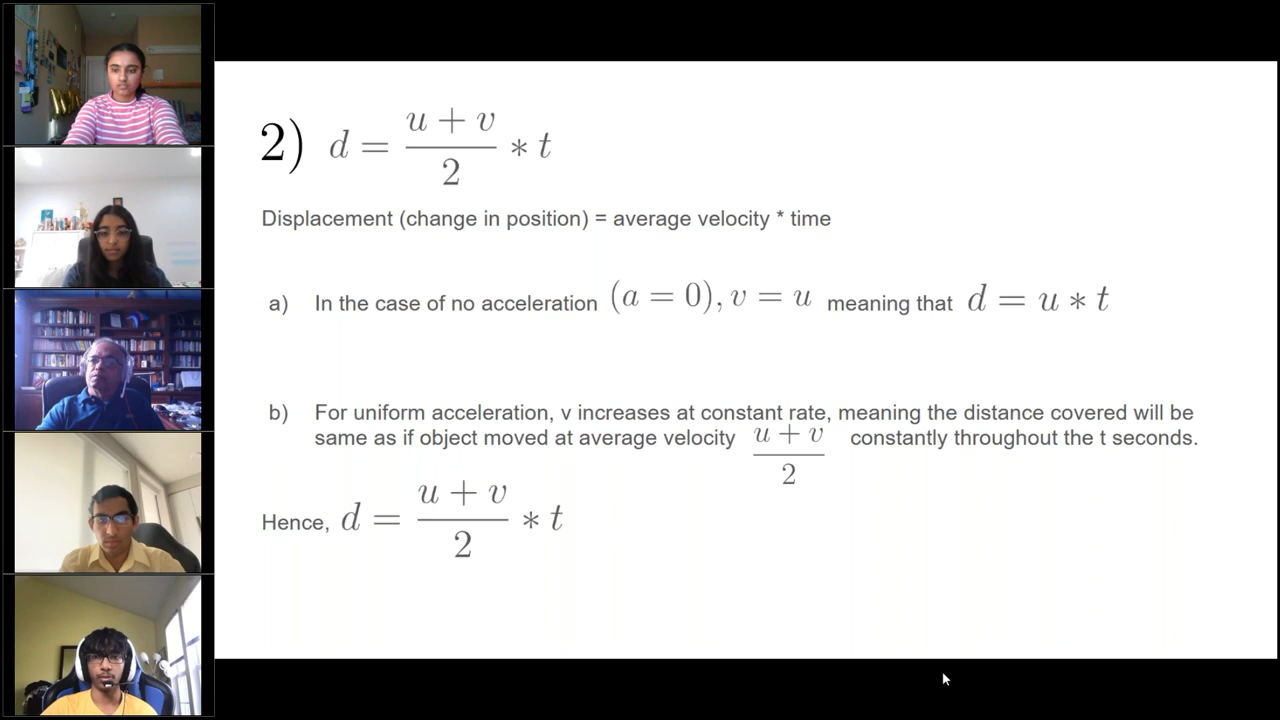 2) d = (u + v)/2 * t
Displacement (change in position) = average velocity * time
a) In the case of no acceleration (a = 0), v = u meaning that d = u * t
b) For uniform acceleration, v increases at constant rate, meaning the distance covered will be
same as if object moved at average velocity (u + v)/2 constantly throughout the t seconds.
Hence, d = (u + v)/2 * t